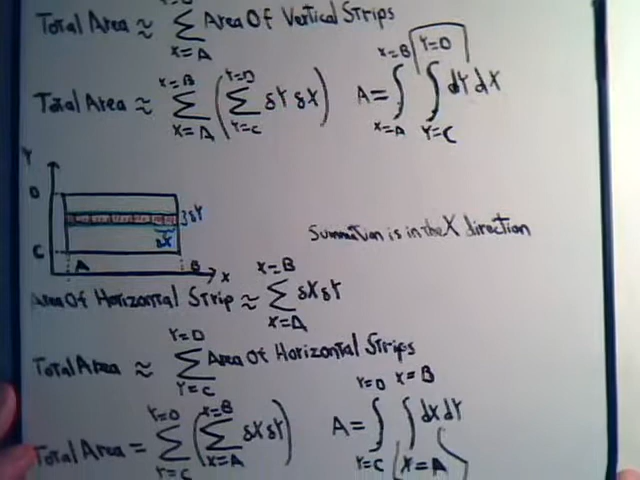 Total Area ≈ ∑ Area Of Vertical Strips
X=A
X=B Y=D
Total Area ≈ ∑ (∑ δY δX) A = ∫ ∫ dY dX
X=A Y=C X=A Y=C
X=B Y=D
Y
D
δY
δX
C
A B X
Summation is in the X direction
X=B
Area Of Horizontal Strip ≈ ∑ δX δY
X=A
Y=D
Total Area ≈ ∑ Area Of Horizontal Strips
Y=C
Y=D X=B Y=D X=B
Total Area = ∑ (∑ δX δY) A = ∫ ∫ dX dY
Y=C X=A Y=C X=A